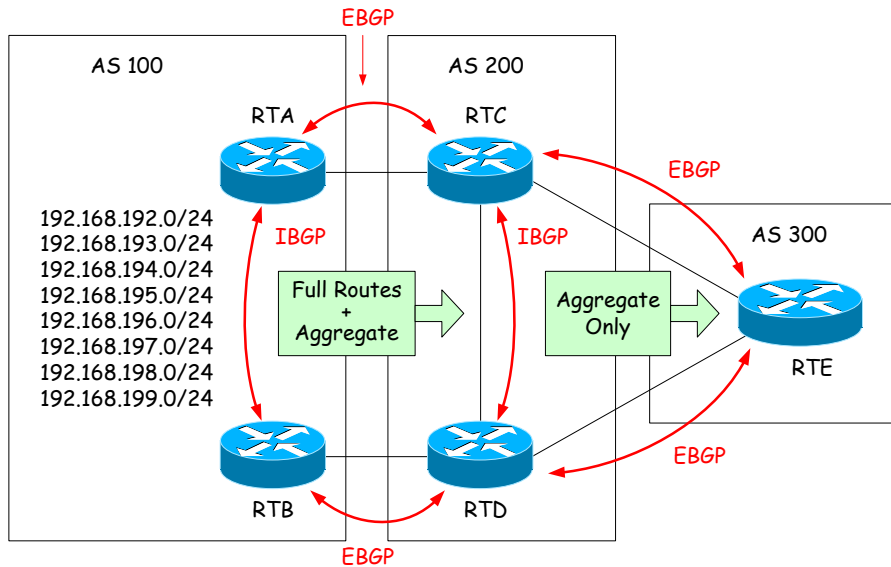 EBGP
AS 100
AS 200
RTA
RTC
EBGP
192.168.192.0/24
192.168.193.0/24
192.168.194.0/24
192.168.195.0/24
192.168.196.0/24
192.168.197.0/24
192.168.198.0/24
192.168.199.0/24
IBGP
IBGP
AS 300
Full Routes
+
Aggregate
Aggregate
Only
RTE
EBGP
RTB
RTD
EBGP